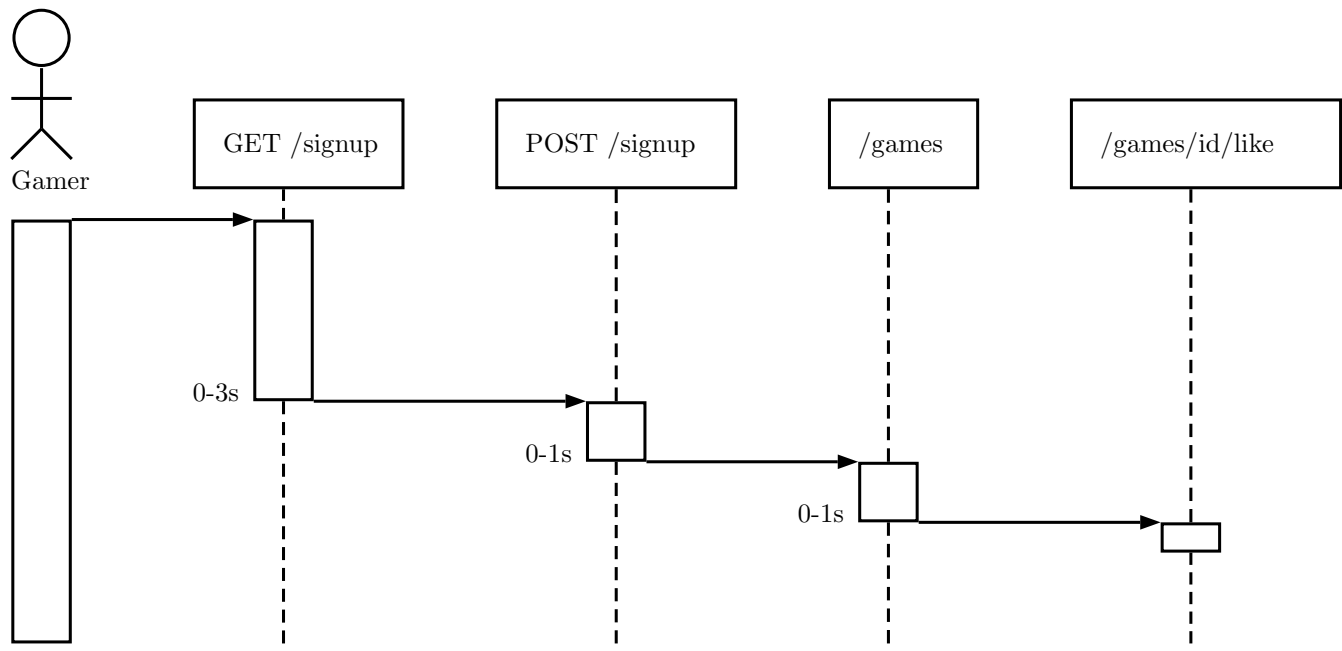 Gamer
GET /signup
POST /signup
/games
/games/id/like
0-3s
0-1s
0-1s